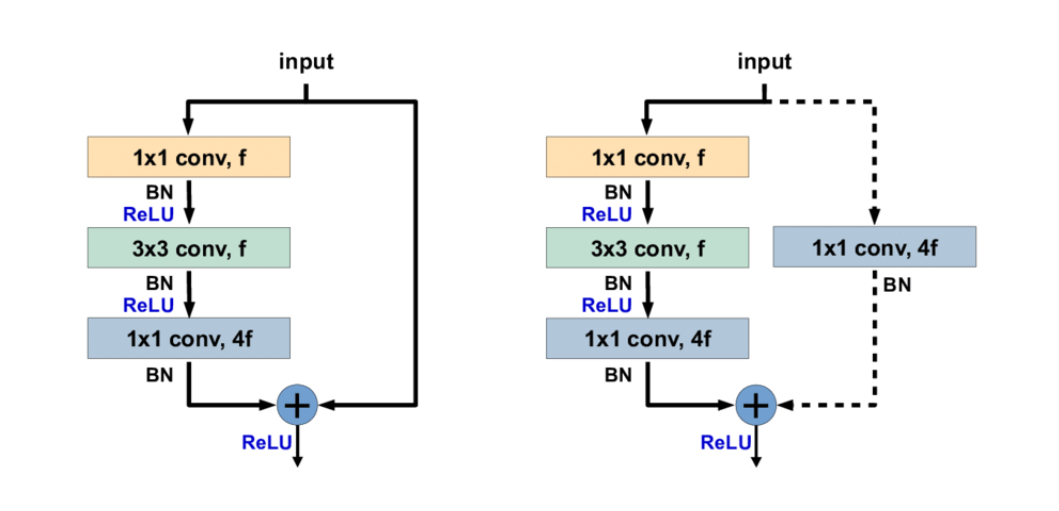 input
1x1 conv, f
BN
ReLU
3x3 conv, f
BN
ReLU
1x1 conv, 4f
BN
+
ReLU
input
1x1 conv, f
BN
ReLU
3x3 conv, f
1x1 conv, 4f
BN
BN
ReLU
1x1 conv, 4f
BN
+
ReLU